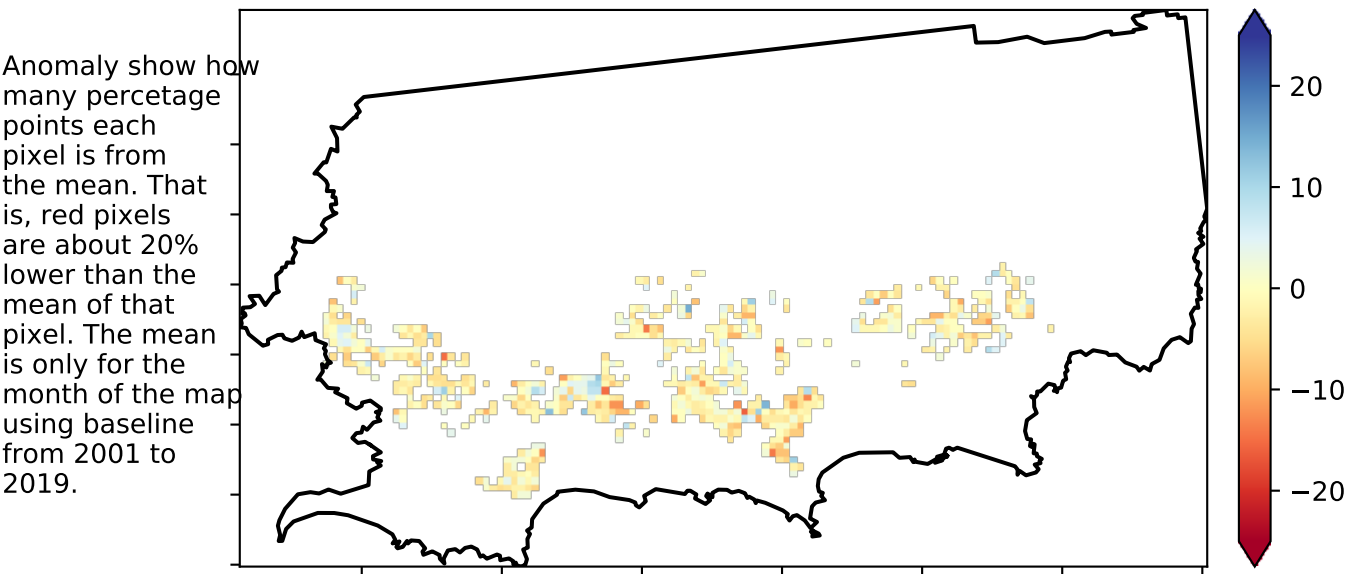 Anomaly show how
many percetage
points each
pixel is from
the mean. That
is, red pixels
are about 20%
lower than the
mean of that
pixel. The mean
is only for the
month of the map
using baseline
from 2001 to
2019.
20
10
0
−10
−20